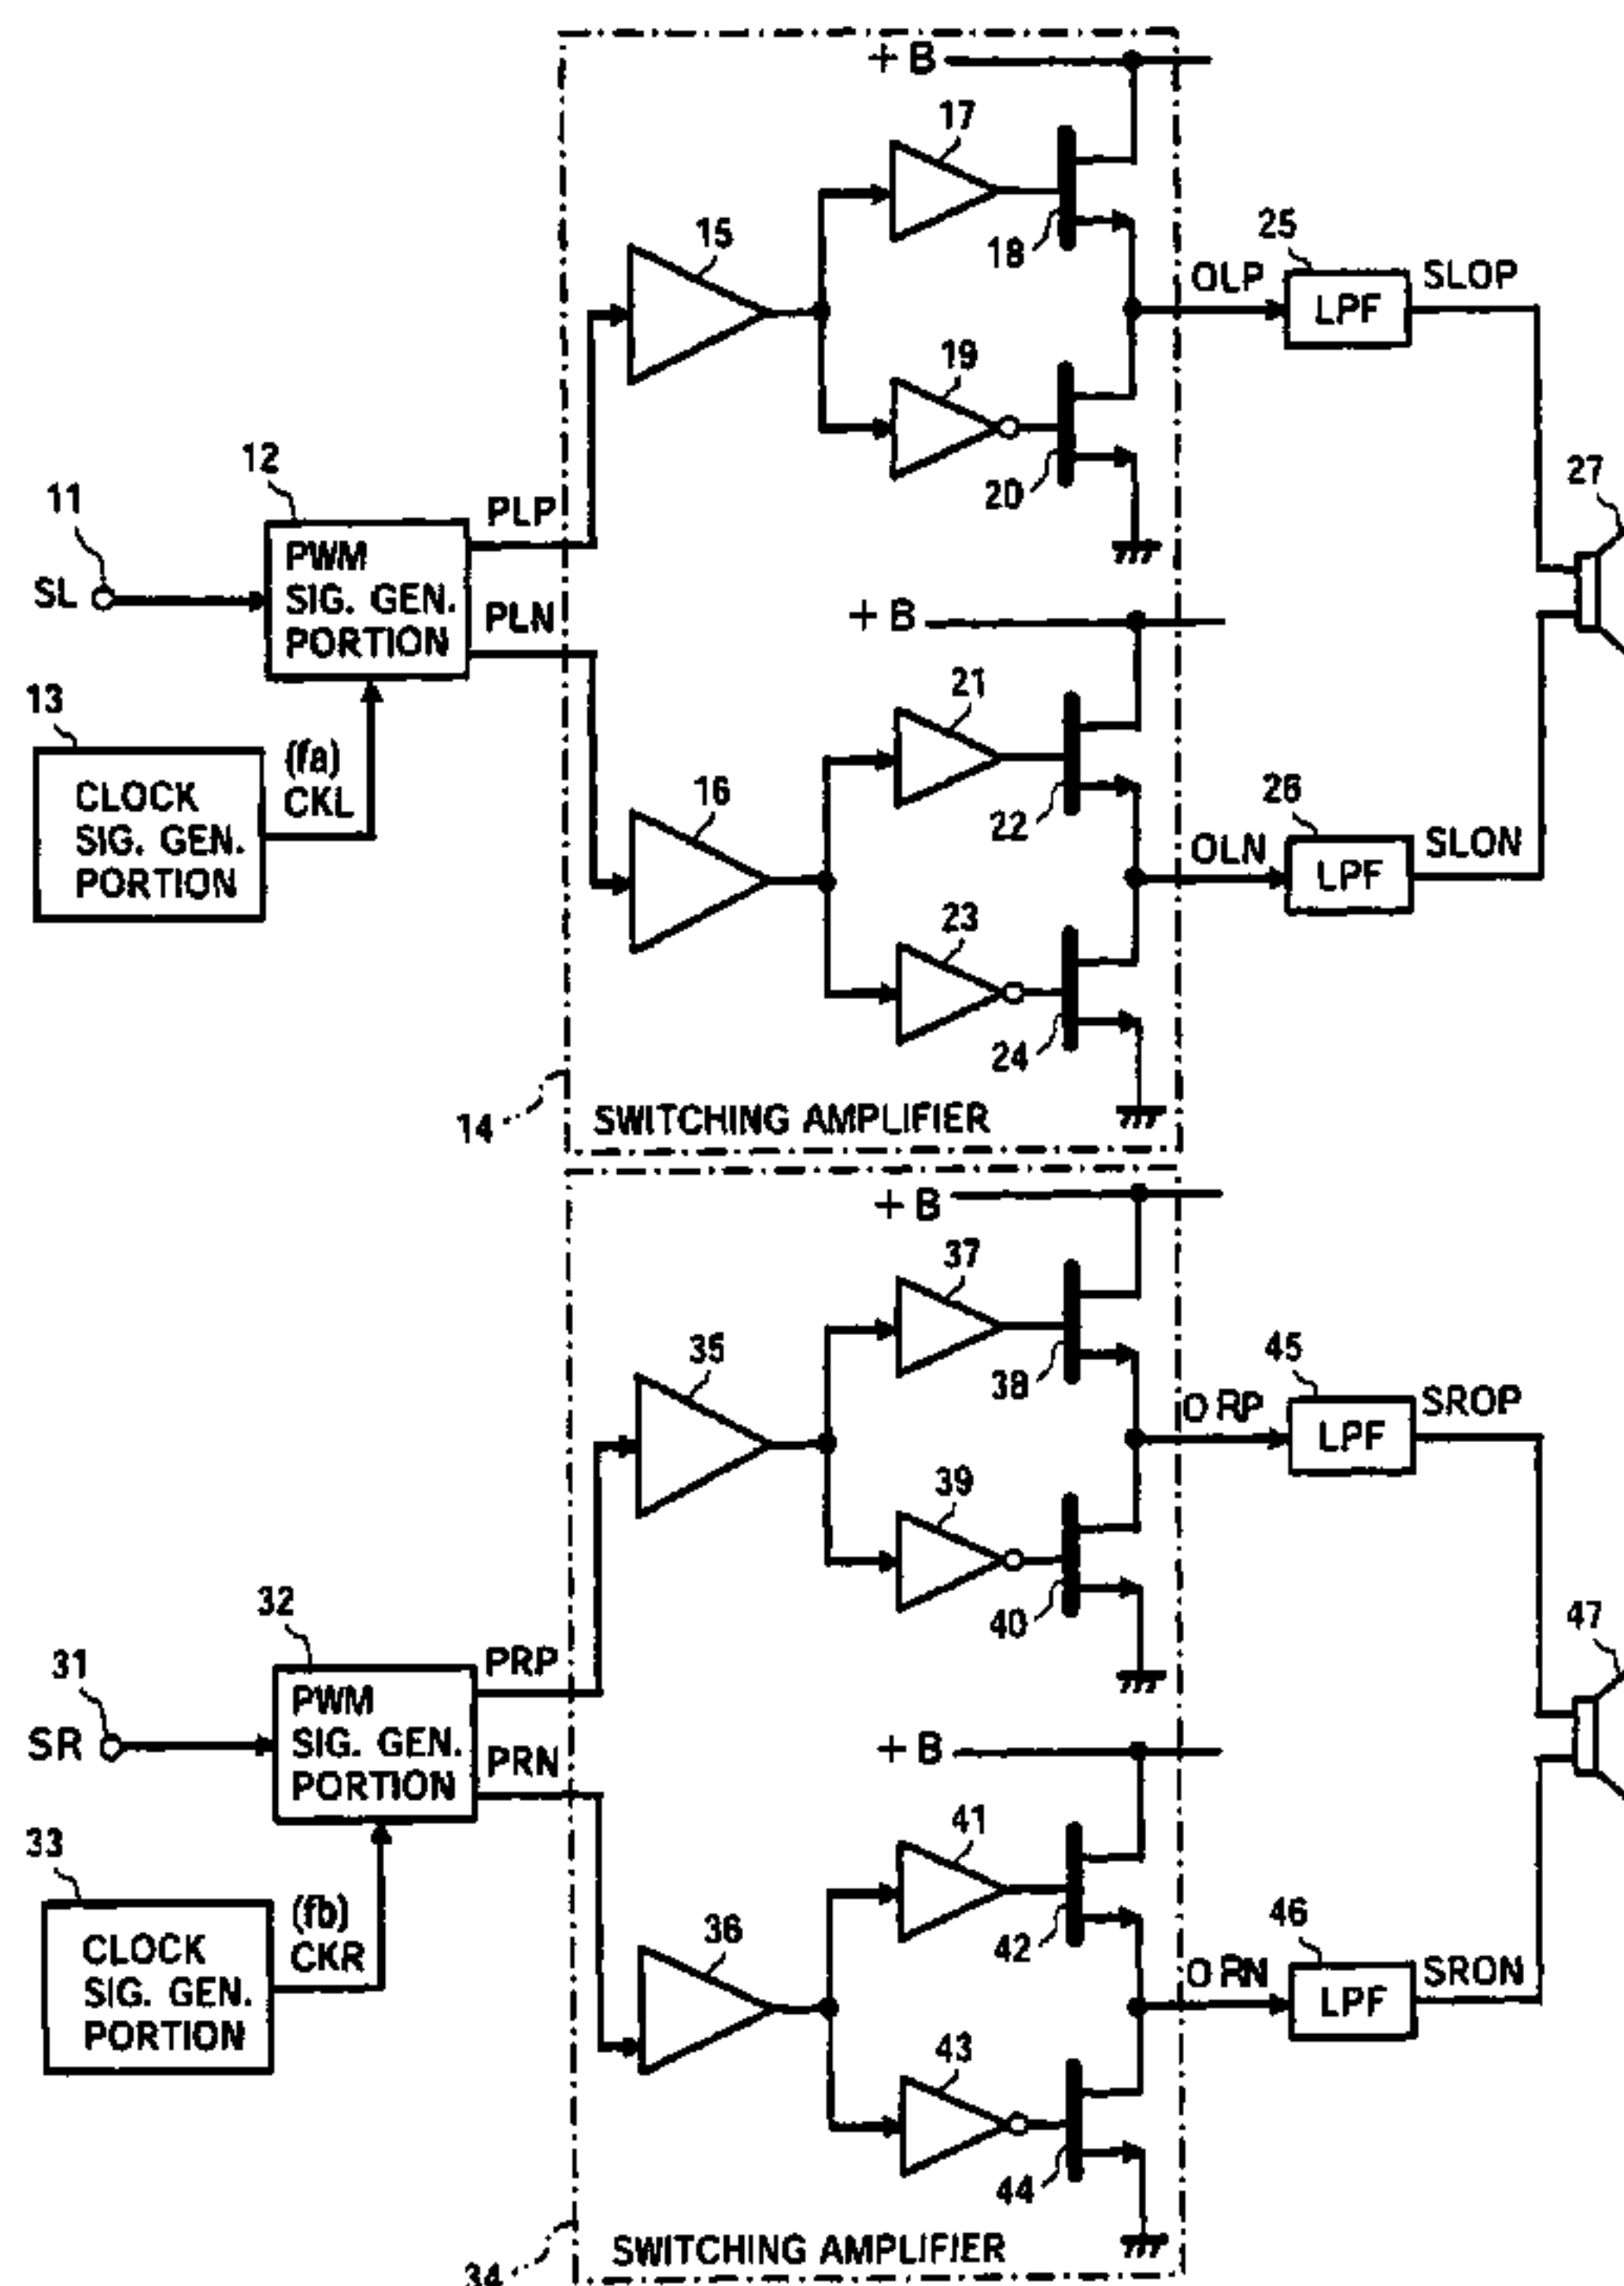 + B
17
18
15
25
OLP
LPF
SLOP
19
20
12
11
27
PLP
SL
PWM
SIG. GEN.
PORTION
PLN
+ B
13
21
(fa)
CKL
CLOCK
SIG. GEN.
PORTION
16
22
26
OLN
LPF
SLON
23
24
14
SWITCHING AMPLIFIER
+ B
37
35
38
45
O RP
LPF
SROP
39
40
32
47
31
PRP
SR
PWM
SIG. GEN.
PORTION
PRN
+ B
33
41
(fb)
CKR
CLOCK
SIG. GEN.
PORTION
36
42
46
O RN
LPF
SRON
43
44
34
SWITCHING AMPLIFIER